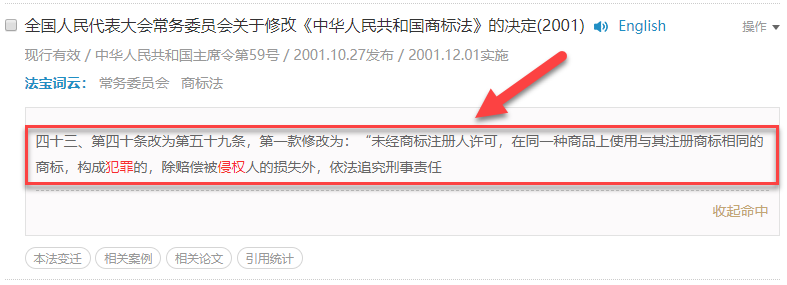 全国人民代表大会常务委员会关于修改《中华人民共和国商标法》的决定(2001) English 操作
现行有效 / 中华人民共和国主席令第59号 / 2001.10.27发布 / 2001.12.01实施
法宝词云： 常务委员会 商标法
四十三、第四十条改为第五十九条，第一款修改为：“未经商标注册人许可，在同一种商品上使用与其注册商标相同的
商标，构成犯罪的，除赔偿被侵权人的损失外，依法追究刑事责任
收起命中
本法变迁 相关案例 相关论文 引用统计